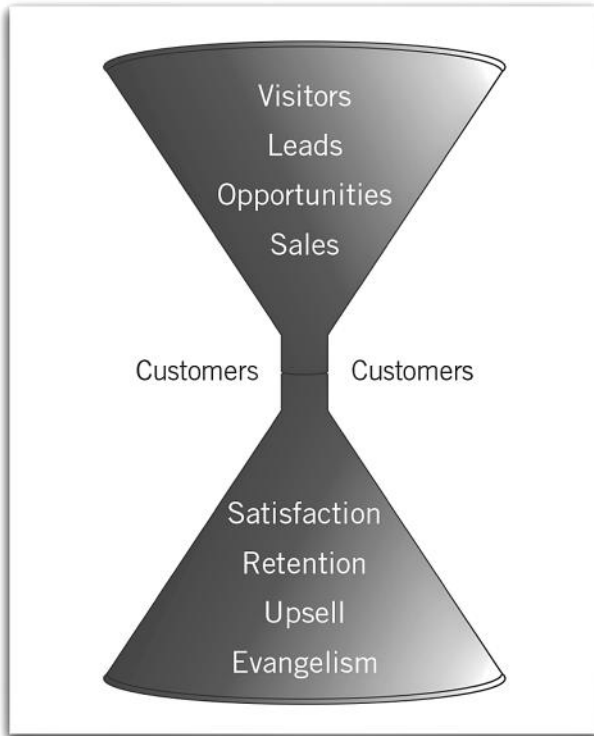 Visitors
Leads
Opportunities
Sales
Customers Customers
Satisfaction
Retention
Upsell
Evangelism